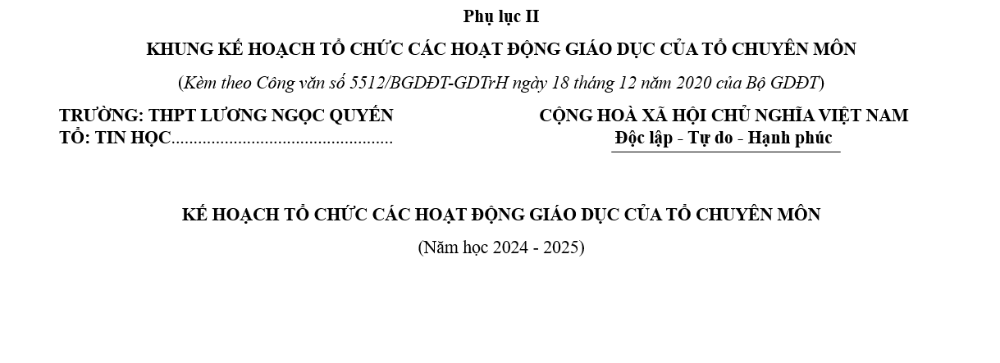 Phụ lục II
KHUNG KẾ HOẠCH TỔ CHỨC CÁC HOẠT ĐỘNG GIÁO DỤC CỦA TỔ CHUYÊN MÔN
(Kèm theo Công văn số 5512/BGDĐT-GDTrH ngày 18 tháng 12 năm 2020 của Bộ GDĐT)
TRƯỜNG: THPT LƯƠNG NGỌC QUYẾN
TỔ: TIN HỌC..................................................
CỘNG HOÀ XÃ HỘI CHỦ NGHĨA VIỆT NAM
Độc lập - Tự do - Hạnh phúc
KẾ HOẠCH TỔ CHỨC CÁC HOẠT ĐỘNG GIÁO DỤC CỦA TỔ CHUYÊN MÔN
(Năm học 2024 - 2025)